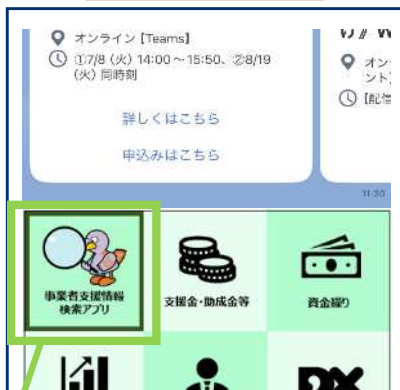 オンライン【Teams】
①7/8 (火) 14:00～15:50、②8/19
(火) 同時刻
詳しくはこちら
申込みはこちら
オン
ント
【配信
11:30
事業者支援情報
検索アプリ
支援金・助成金等
資金繰り
DX